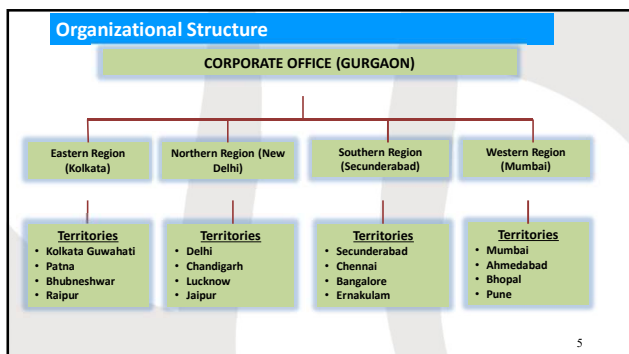 Organizational Structure
CORPORATE OFFICE (GURGAON)
Eastern Region
(Kolkata)
Northern Region (New
Delhi)
Southern Region
(Secunderabad)
Western Region
(Mumbai)
Territories
• Kolkata Guwahati
• Patna
• Bhubneshwar
• Raipur
Territories
• Delhi
• Chandigarh
• Lucknow
• Jaipur
Territories
• Secunderabad
• Chennai
• Bangalore
• Ernakulam
Territories
• Mumbai
• Ahmedabad
• Bhopal
• Pune
5